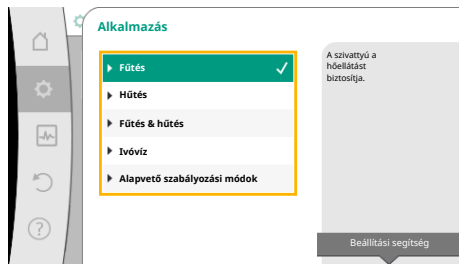 Alkalmazás
Fűtés
Hűtés
Fűtés & hűtés
Ivóvíz
Alapvető szabályozási módok
A szivattyú a
hőellátást
biztosítja.
Beállítási segítség